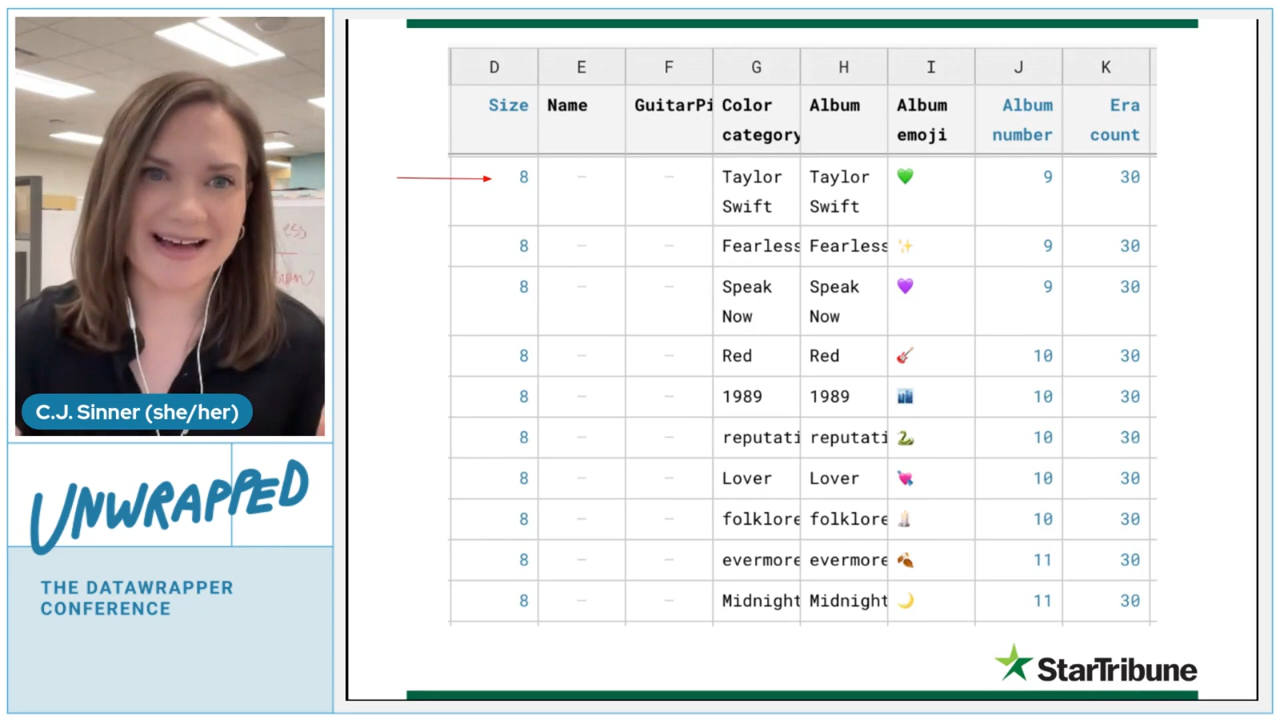 C.J. Sinner (she/her)
UNWRAPPED
THE DATAWRAPPER
CONFERENCE
D E F G H I J K
Size Name GuitarPi Color category Album Album emoji Album number Era count
8 – – Taylor Swift Taylor Swift 💚 9 30
8 – – Fearless Fearless ✨ 9 30
8 – – Speak Now Speak Now 💜 9 30
8 – – Red Red 🎸 10 30
8 – – 1989 1989 🏙️ 10 30
8 – – reputati reputati 🐍 10 30
8 – – Lover Lover 💘 10 30
8 – – folklore folklore 🕯️ 10 30
8 – – evermore evermore 🍂 11 30
8 – – Midnight Midnight 🌙 11 30
StarTribune